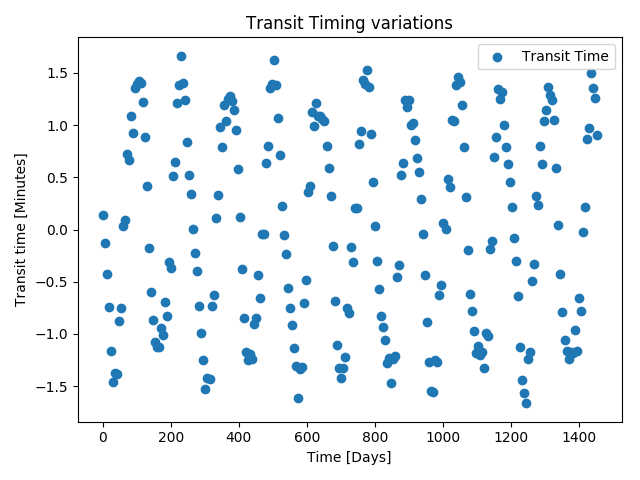 Transit Timing variations
Transit Time
1.5
1.0
0.5
0.0
−0.5
−1.0
−1.5
Transit time [Minutes]
0 200 400 600 800 1000 1200 1400
Time [Days]